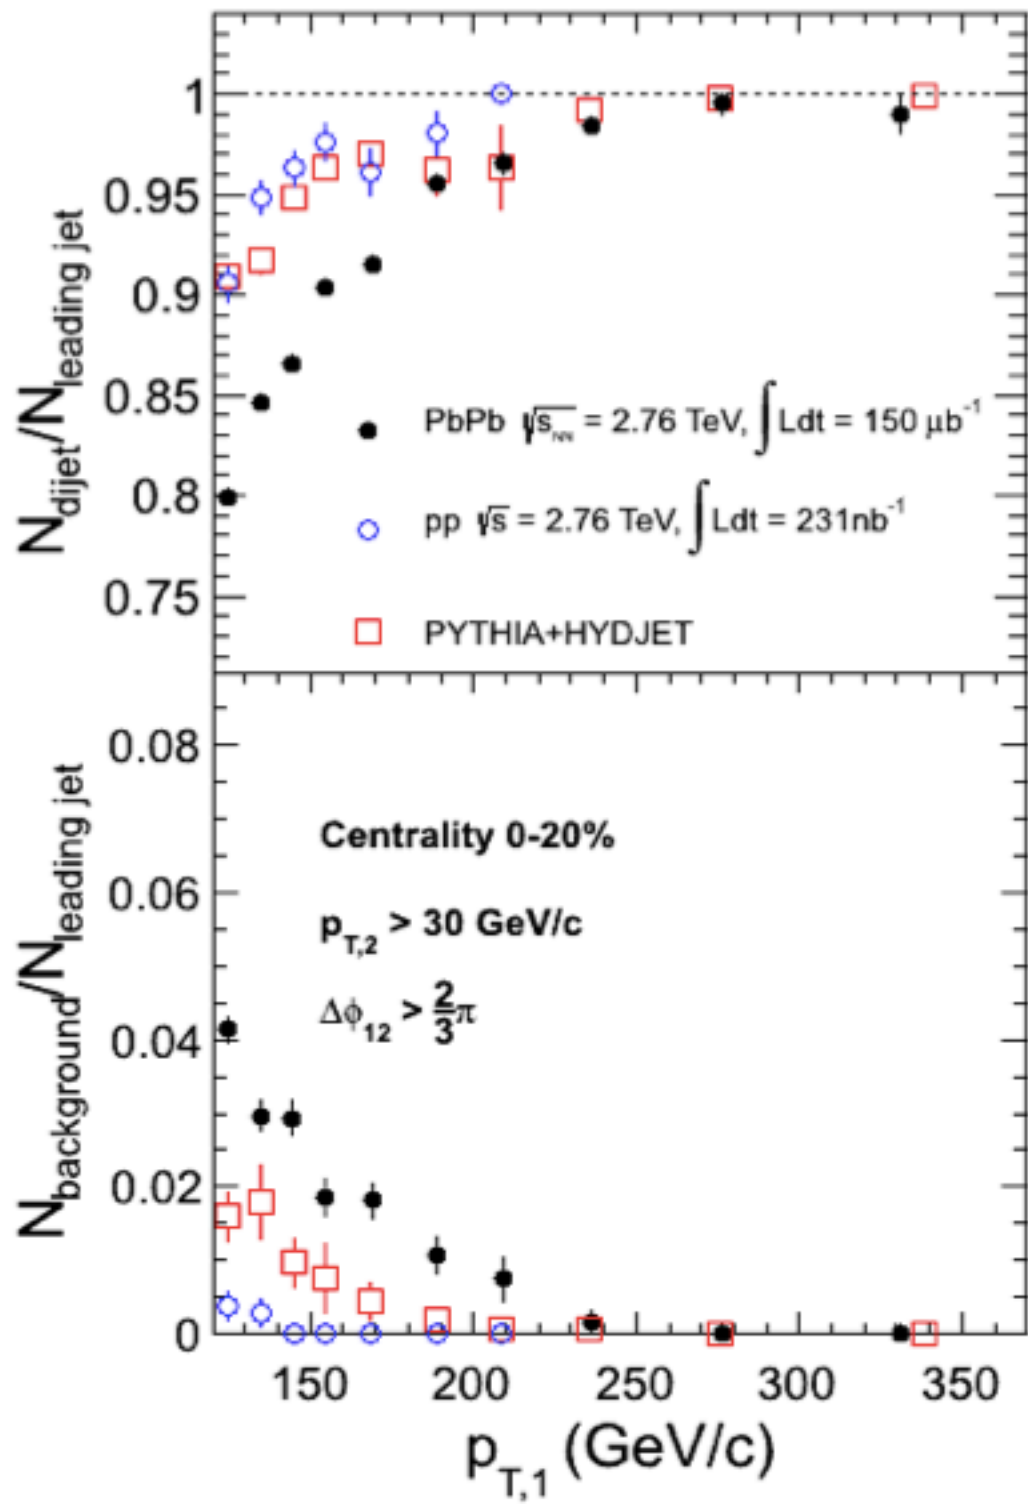 1
0.95
0.9
0.85
0.8
0.75
N_dijet/N_leading jet
PbPb √s_NN = 2.76 TeV, ∫Ldt = 150 μb⁻¹
pp √s = 2.76 TeV, ∫Ldt = 231nb⁻¹
PYTHIA+HYDJET
0.08
0.06
0.04
0.02
0
N_background/N_leading jet
Centrality 0-20%
p_T,2 > 30 GeV/c
Δϕ_12 > 2/3 π
150 200 250 300 350
p_T,1 (GeV/c)